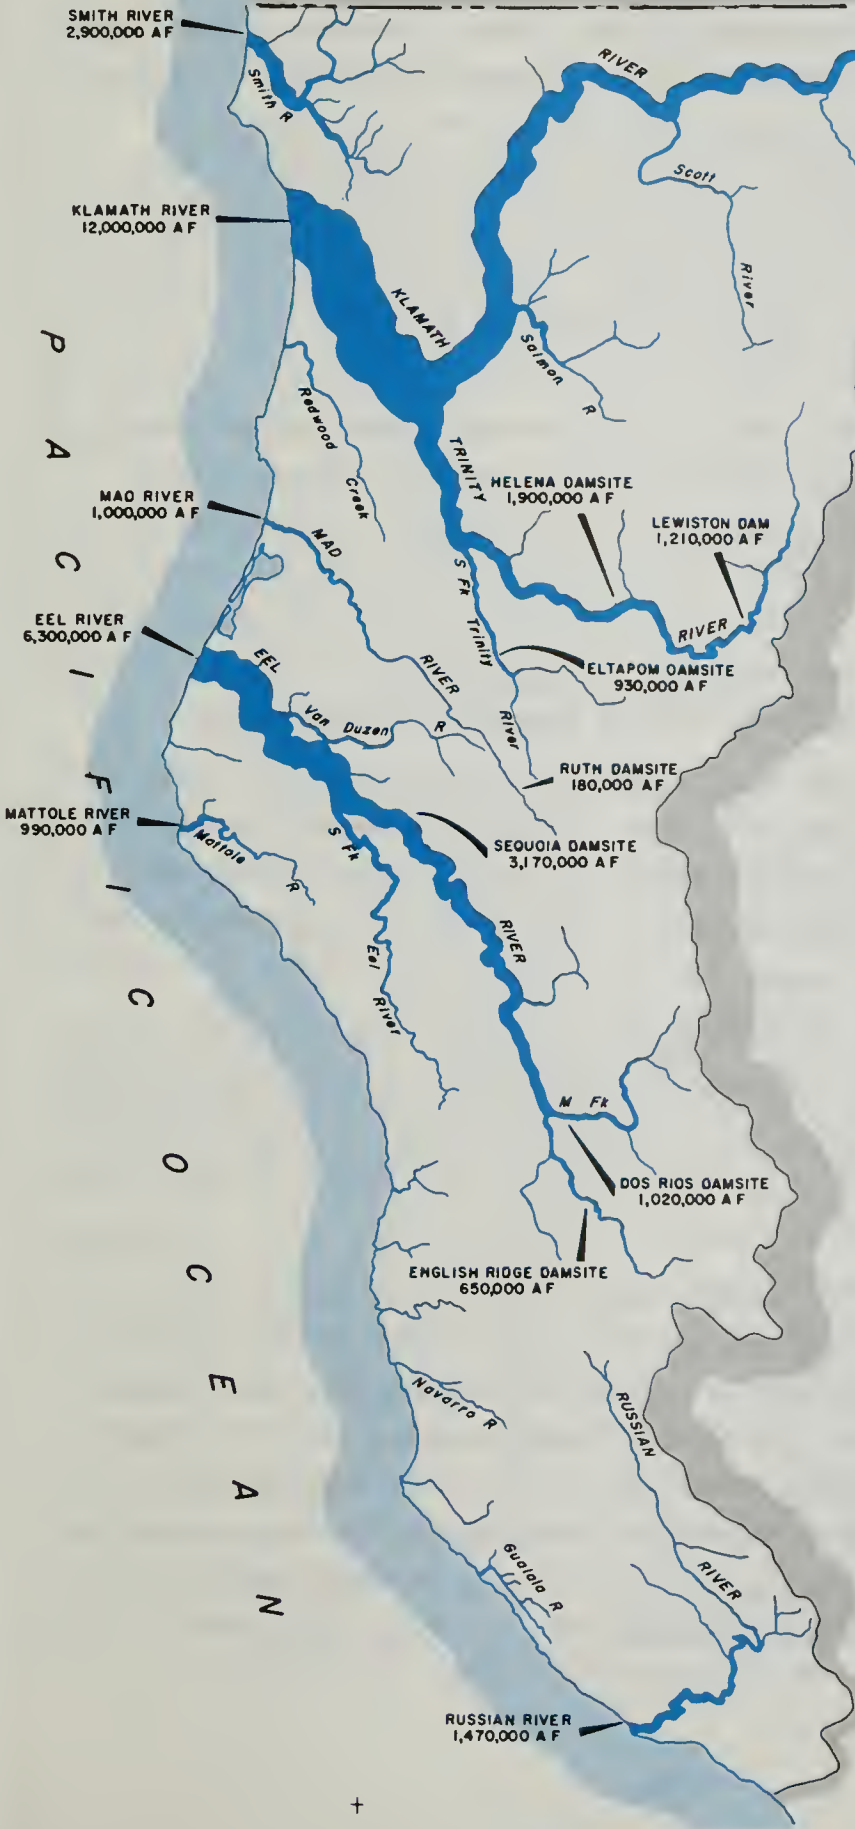 SMITH RIVER
2,900,000 A F
Smith R
RIVER
Scott
River
KLAMATH RIVER
12,000,000 A F
KLAMATH
Salmon R
Redwood Creek
TRINITY
HELENA DAMSITE
1,900,000 A F
LEWISTON DAM
1,210,000 A F
MAD RIVER
1,000,000 A F
MAD
RIVER
S Fk Trinity River
RIVER
ELTAPOM DAMSITE
930,000 A F
EEL RIVER
6,300,000 A F
EEL
Van Duzen R
RUTH DAMSITE
180,000 A F
MATTOLE RIVER
990,000 A F
Mattole R
S Fk
Eel River
SEQUOIA DAMSITE
3,170,000 A F
RIVER
M Fk
DOS RIOS DAMSITE
1,020,000 A F
ENGLISH RIDGE DAMSITE
650,000 A F
Navarro R
RUSSIAN
RIVER
Gualala R
RUSSIAN RIVER
1,470,000 A F
PACIFIC
OCEAN